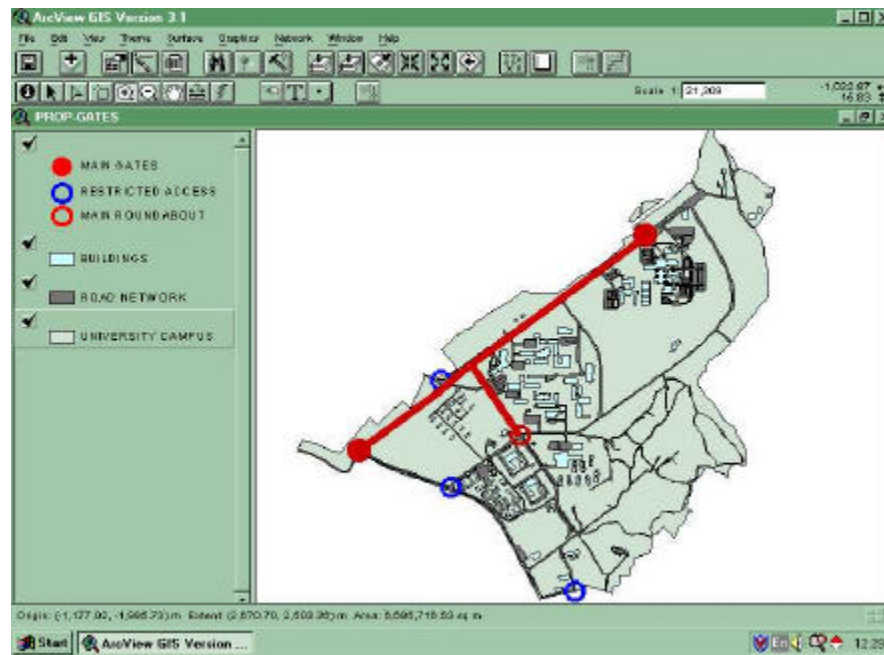 ArcView GIS Version 3.1
File Edit View Theme Surface Graphics Network Window Help
Scale 1: 21,209
PROP-GATES
MAIN GATES
RESTRICTED ACCESS
MAIN ROUNDABOUT
BUILDINGS
ROAD NETWORK
UNIVERSITY CAMPUS
Start ArcView GIS Version ... En